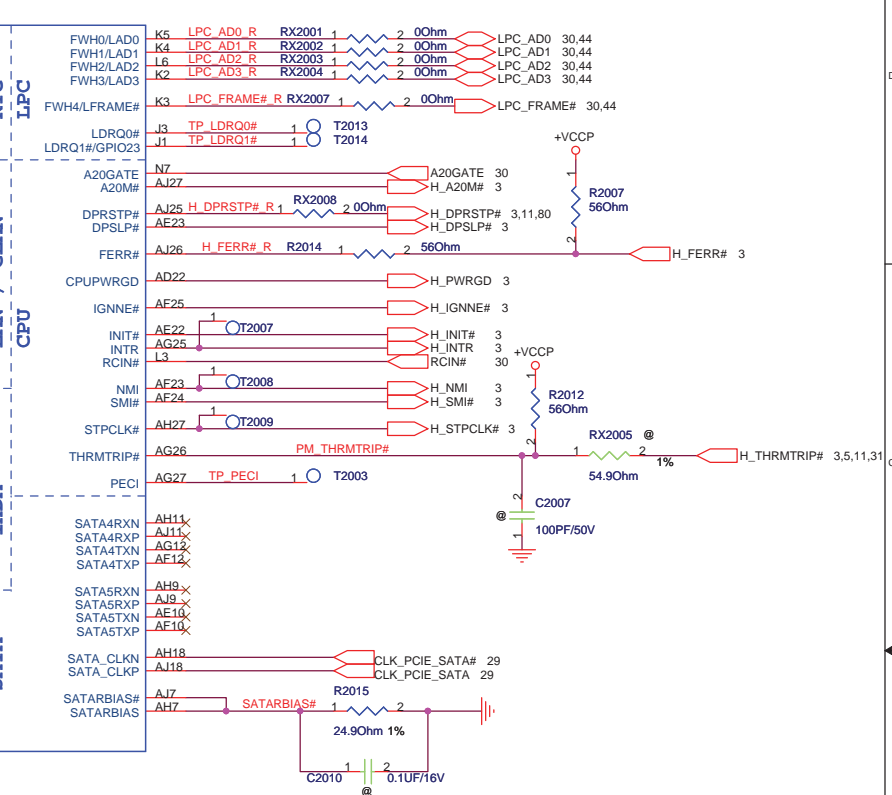 FWH0/LAD0 K5 LPC_AD0_R RX2001 1 2 0Ohm LPC_AD0 30,44
FWH1/LAD1 K4 LPC_AD1_R RX2002 1 2 0Ohm LPC_AD1 30,44
FWH2/LAD2 L6 LPC_AD2_R RX2003 1 2 0Ohm LPC_AD2 30,44
FWH3/LAD3 K2 LPC_AD3_R RX2004 1 2 0Ohm LPC_AD3 30,44
LPC
FWH4/LFRAME# K3 LPC_FRAME#_R RX2007 1 2 0Ohm LPC_FRAME# 30,44
LDRQ0# J3 TP_LDRQ0# 1 T2013
LDRQ1#/GPIO23 J1 TP_LDRQ1# 1 T2014
+VCCP
A20GATE N7 A20GATE 30
A20M# AJ27 H_A20M# 3
1 R2007
56Ohm
2
DPRSTP# AJ25 H_DPRSTP#_R 1 RX2008 2 0Ohm H_DPRSTP# 3,11,80
DPSLP# AE23 H_DPSLP# 3
FERR# AJ26 H_FERR#_R R2014 1 2 56Ohm H_FERR# 3
CPUPWRGD AD22 H_PWRGD 3
IGNNE# AF25 H_IGNNE# 3
CPU
1 T2007
INIT# AE22 H_INIT# 3
INTR AG25 H_INTR 3
RCIN# L3 RCIN# 30
+VCCP
1 T2008
NMI AF23 H_NMI 3
SMI# AF24 H_SMI# 3
1 R2012
56Ohm
2
1 T2009
STPCLK# AH27 H_STPCLK# 3
THRMTRIP# AG26 PM_THRMTRIP# 1 RX2005 @ 2 H_THRMTRIP# 3,5,11,31
54.9Ohm 1%
PECI AG27 TP_PECI 1 T2003
2 C2007
@
1 100PF/50V
SATA4RXN AH11
SATA4RXP AJ11
SATA4TXN AG12
SATA4TXP AF12
SATA5RXN AH9
SATA5RXP AJ9
SATA5TXN AE10
SATA5TXP AF10
SATA_CLKN AH18 CLK_PCIE_SATA# 29
SATA_CLKP AJ18 CLK_PCIE_SATA 29
SATARBIAS# AJ7
SATARBIAS AH7 SATARBIAS# R2015 1 2
24.9Ohm 1%
C2010 1 2 0.1UF/16V
@